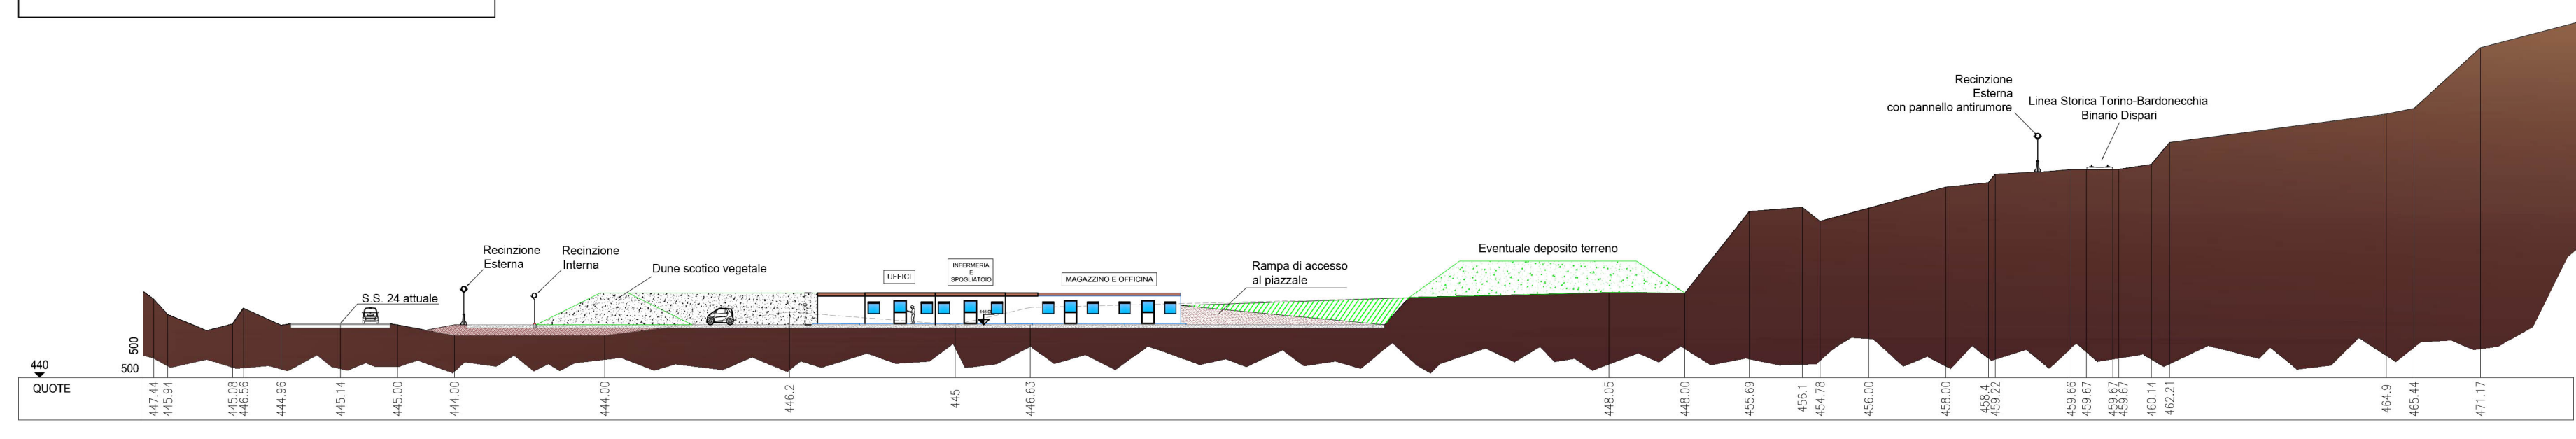 Recinzione
Esterna
con pannello antirumore
Linea Storica Torino-Bardonecchia
Binario Dispari
Recinzione
Esterna
Recinzione
Interna
Dune scotico vegetale
S.S. 24 attuale
UFFICI
INFERMERIA
E
SPOGLIATOIO
MAGAZZINO E OFFICINA
Rampa di accesso
al piazzale
Eventuale deposito terreno
500
500
440
QUOTE
447.44
445.94
445.08
446.56
444.96
445.14
445.00
444.00
444.00
446.2
445
446.63
448.05
448.00
455.69
456.1
454.78
456.00
458.00
458.4
459.22
459.66
459.67
459.67
459.67
460.14
462.21
464.9
465.44
471.17